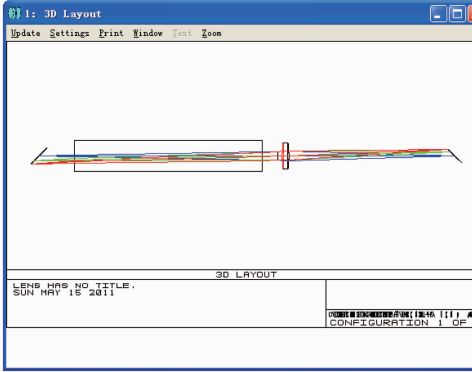 1: 3D Layout
Update Settings Print Window Text Zoom
3D LAYOUT
LENS HAS NO TITLE.
SUN MAY 15 2011
CONFIGURATION 1 OF